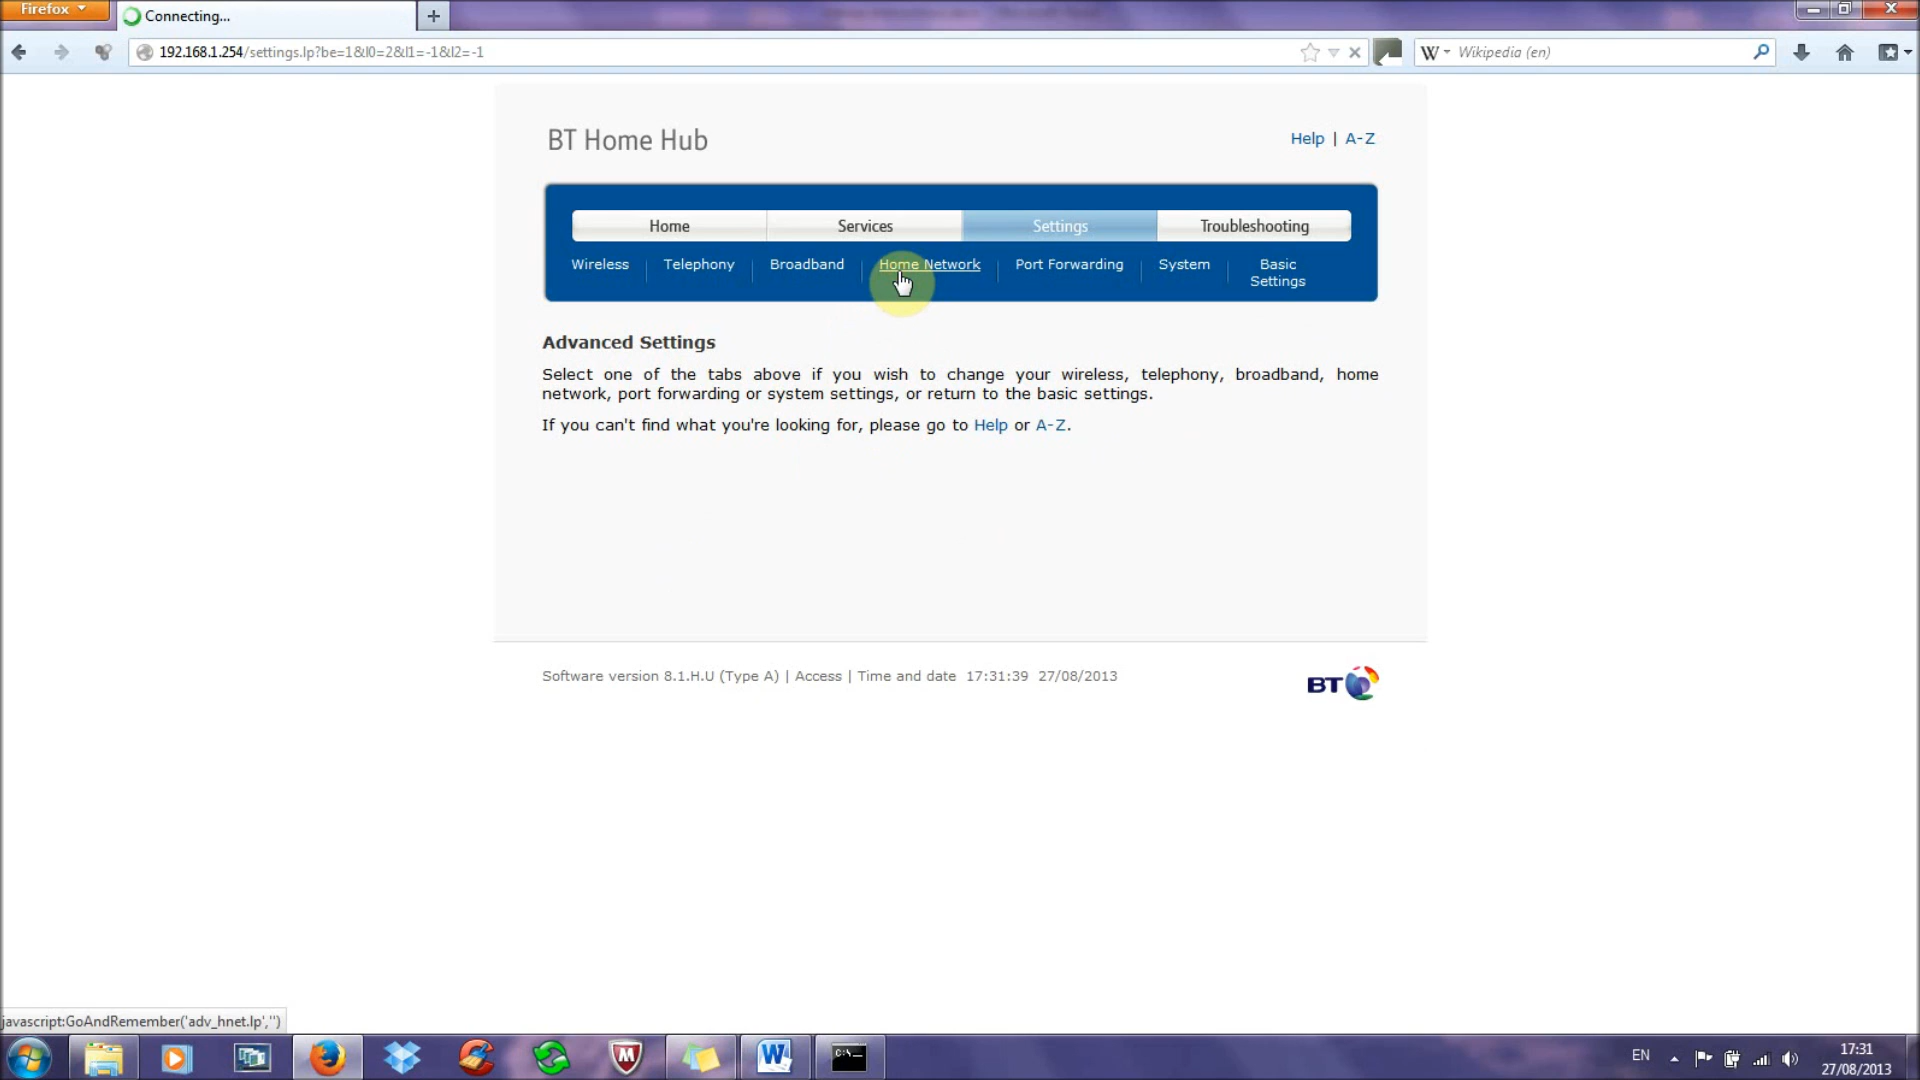 Firefox
Connecting...
192.168.1.254/settings.lp?be=1&l0=2&l1=-1&l2=-1
W
Wikipedia (en)
BT Home Hub
Help | A-Z
Home
Services
Settings
Troubleshooting
Wireless
Telephony
Broadband
Home Network
Port Forwarding
System
Basic
Settings
Advanced Settings
Select one of the tabs above if you wish to change your wireless, telephony, broadband, home
network, port forwarding or system settings, or return to the basic settings.
If you can't find what you're looking for, please go to Help or A-Z.
Software version 8.1.H.U (Type A) | Access | Time and date 17:31:39 27/08/2013
BT
javascript:GoAndRemember('adv_hnet.lp','')
W
C:\_
EN
17:31
27/08/2013